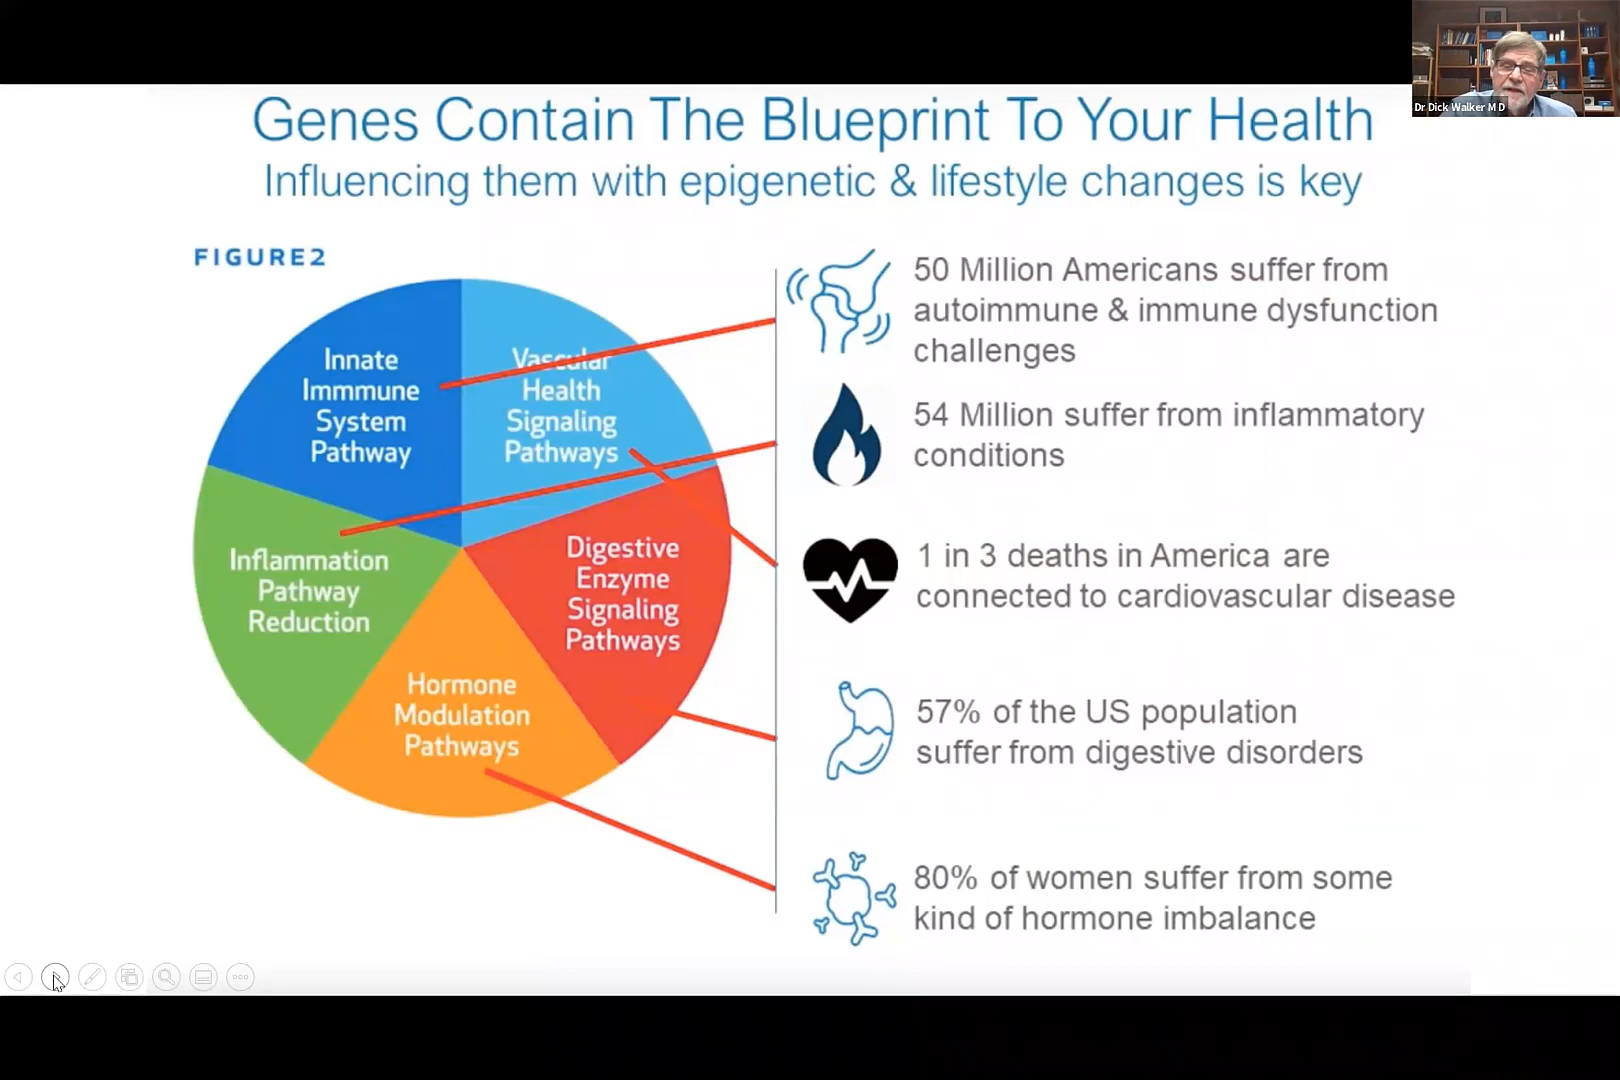 Dr Dick Walker M D
Genes Contain The Blueprint To Your Health
Influencing them with epigenetic & lifestyle changes is key
FIGURE2
Innate
Immmune
System
Pathway
Vascular
Health
Signaling
Pathways
Inflammation
Pathway
Reduction
Digestive
Enzyme
Signaling
Pathways
Hormone
Modulation
Pathways
50 Million Americans suffer from
autoimmune & immune dysfunction
challenges
54 Million suffer from inflammatory
conditions
1 in 3 deaths in America are
connected to cardiovascular disease
57% of the US population
suffer from digestive disorders
80% of women suffer from some
kind of hormone imbalance